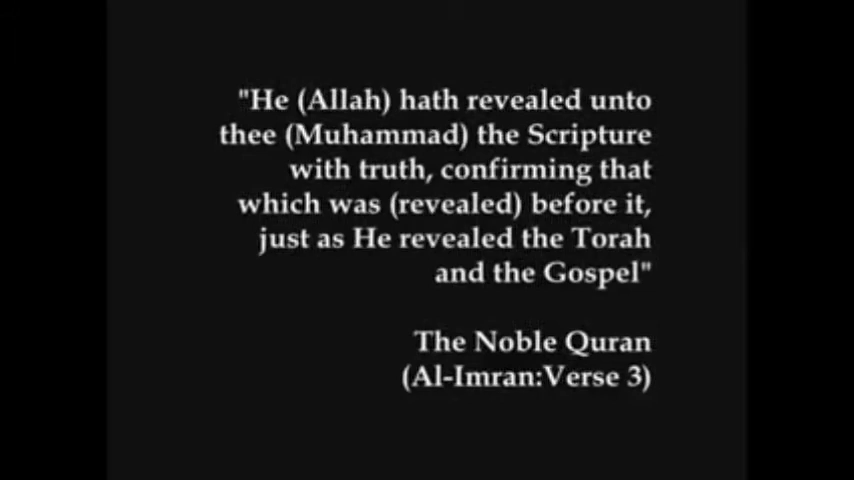 "He (Allah) hath revealed unto
thee (Muhammad) the Scripture
with truth, confirming that
which was (revealed) before it,
just as He revealed the Torah
and the Gospel"
The Noble Quran
(Al-Imran:Verse 3)